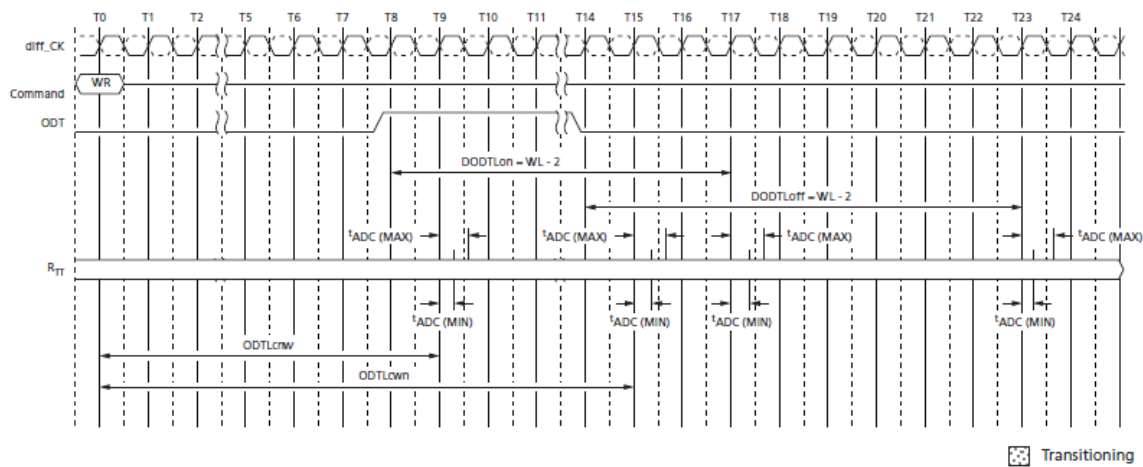 T0 T1 T2 T5 T6 T7 T8 T9 T10 T11 T14 T15 T16 T17 T18 T19 T20 T21 T22 T23 T24
diff_CK
WR
Command
ODT
DODTLon = WL - 2
DODTLoff = WL - 2
tADC (MAX) tADC (MAX) tADC (MAX) tADC (MAX)
RTT
tADC (MIN) tADC (MIN) tADC (MIN) tADC (MIN)
ODTLcnw
ODTLcwn
Transitioning